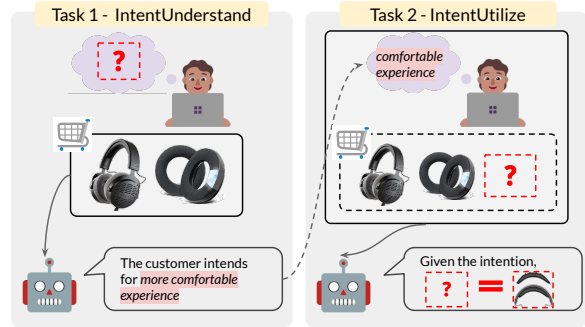 Task 1 - IntentUnderstand
?
The customer intends
for more comfortable
experience
Task 2 - IntentUtilize
comfortable
experience
?
Given the intention,
? =